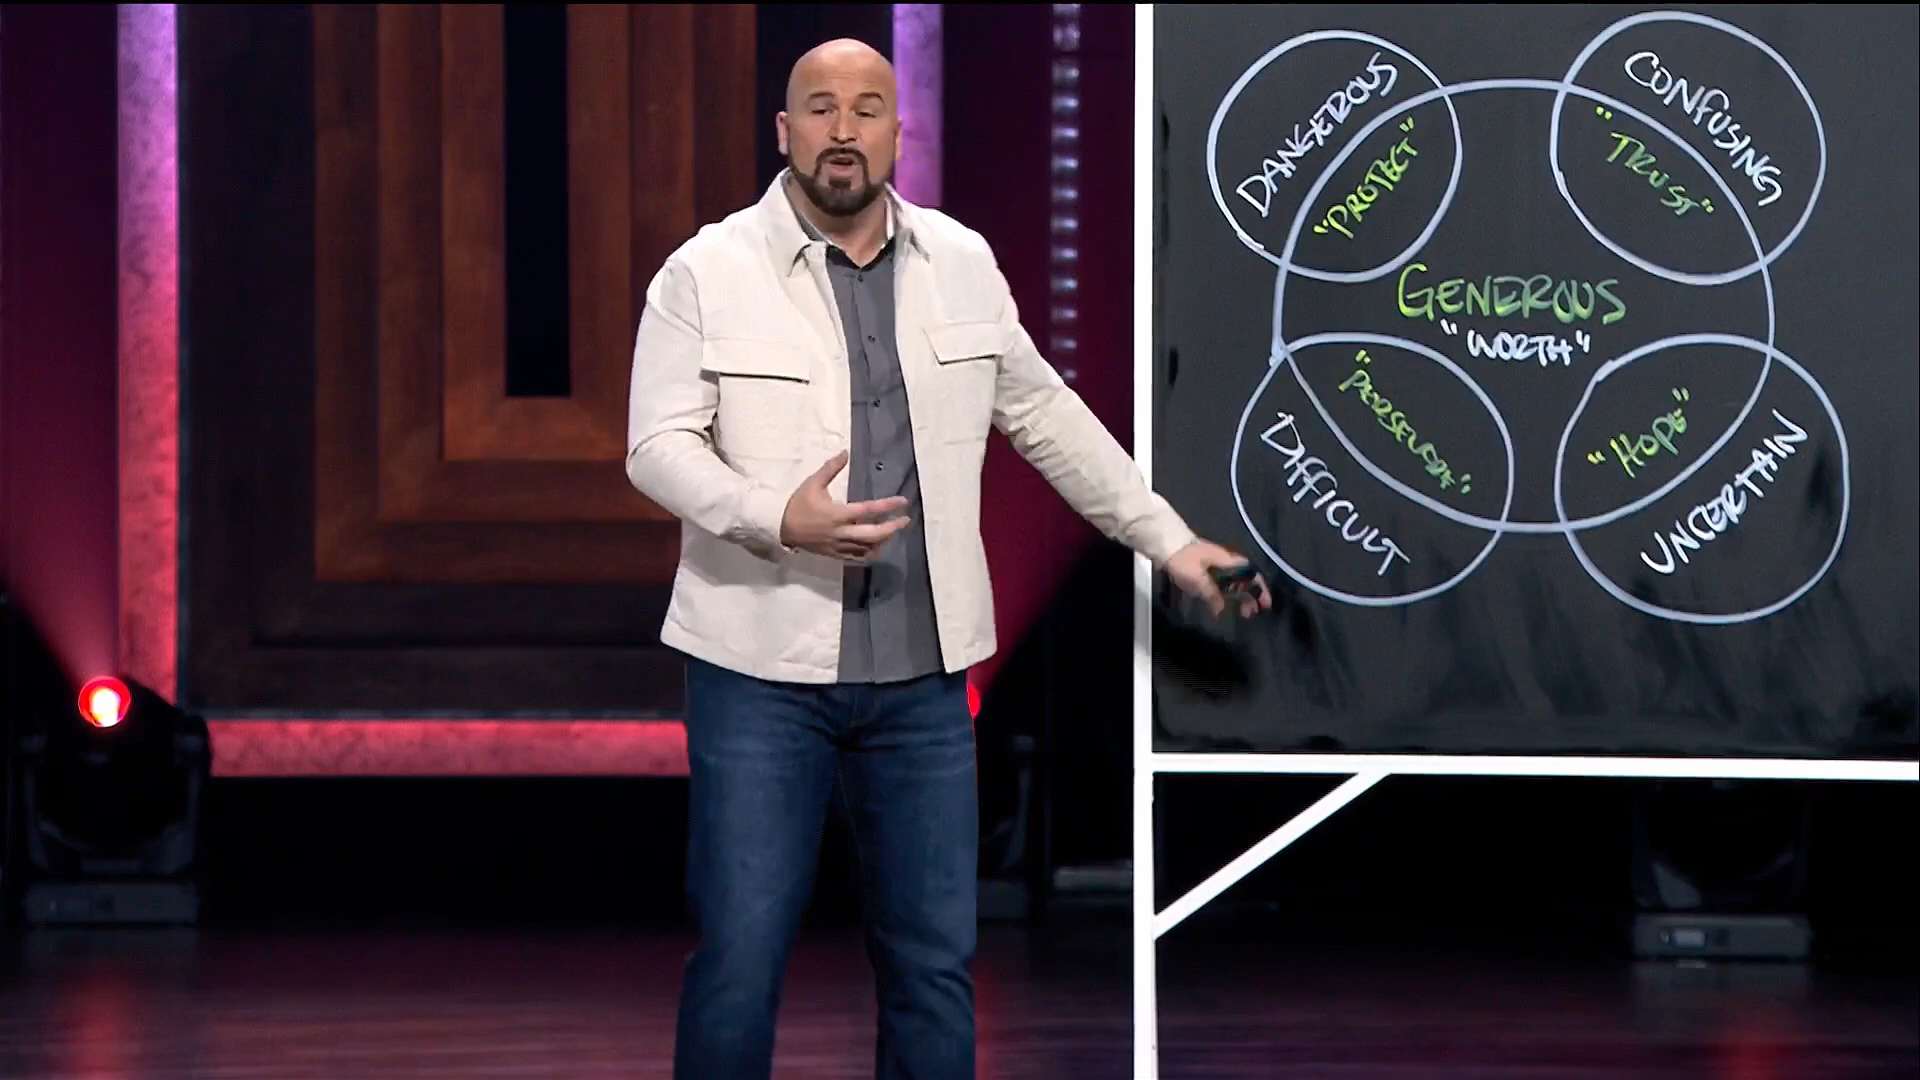 DANGEROUS
"PROTECT"
CONFUSING
"TRUST"
GENEROUS
"WORTH"
DIFFICULT
"PERSEVERE"
UNCERTAIN
"HOPE"